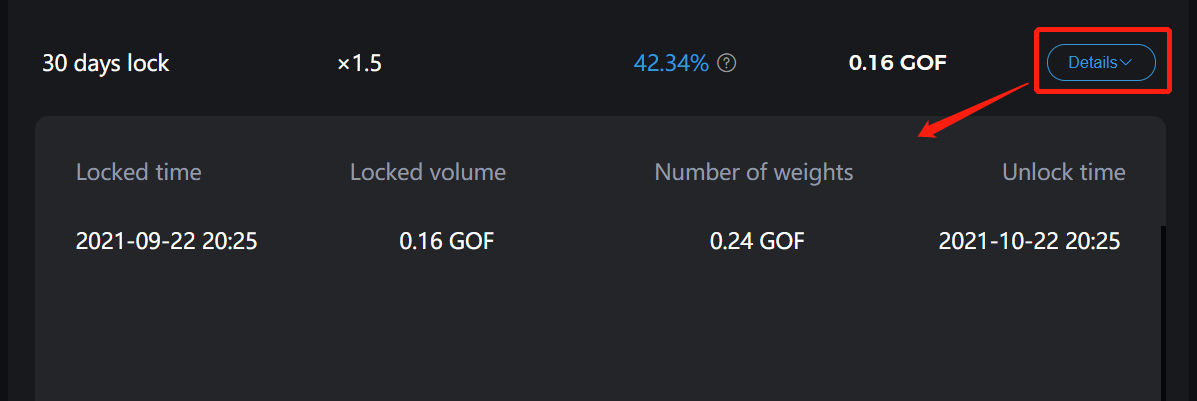 30 days lock ×1.5 42.34% ? 0.16 GOF Details
Locked time Locked volume Number of weights Unlock time
2021-09-22 20:25 0.16 GOF 0.24 GOF 2021-10-22 20:25